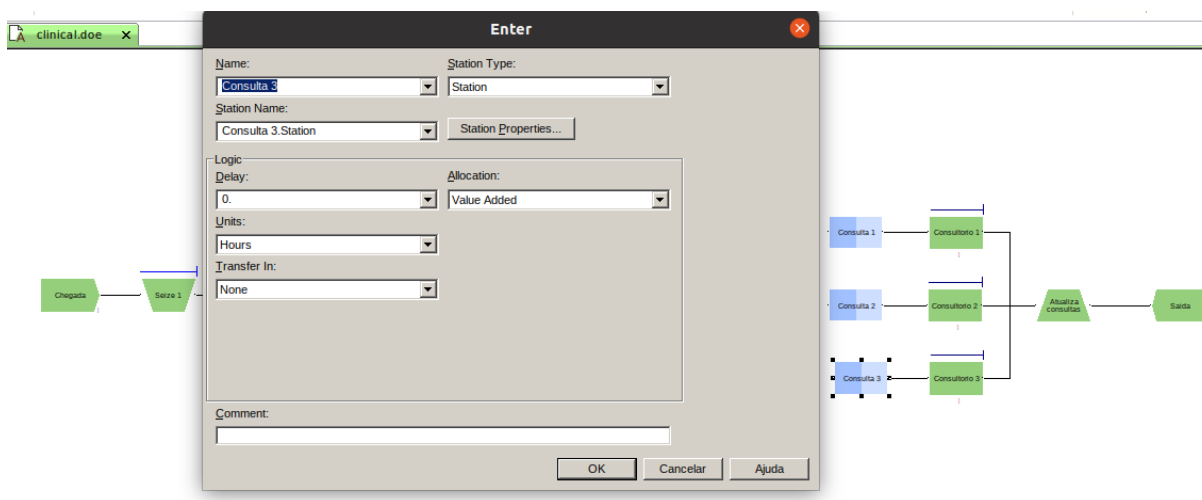 Enter
clinical.doe X
Name:
Station Type:
Consulta 3
Station
Station Name:
Consulta 3.Station
Station Properties...
Logic
Delay:
Allocation:
0.
Value Added
Units:
Hours
Transfer In:
None
Comment:
OK
Cancelar
Ajuda
Chegada
Seize 1
Consulta 1
Consultorio 1
Consulta 2
Consultorio 2
Atualiza
consultas
Saida
Consulta 3
Consultorio 3